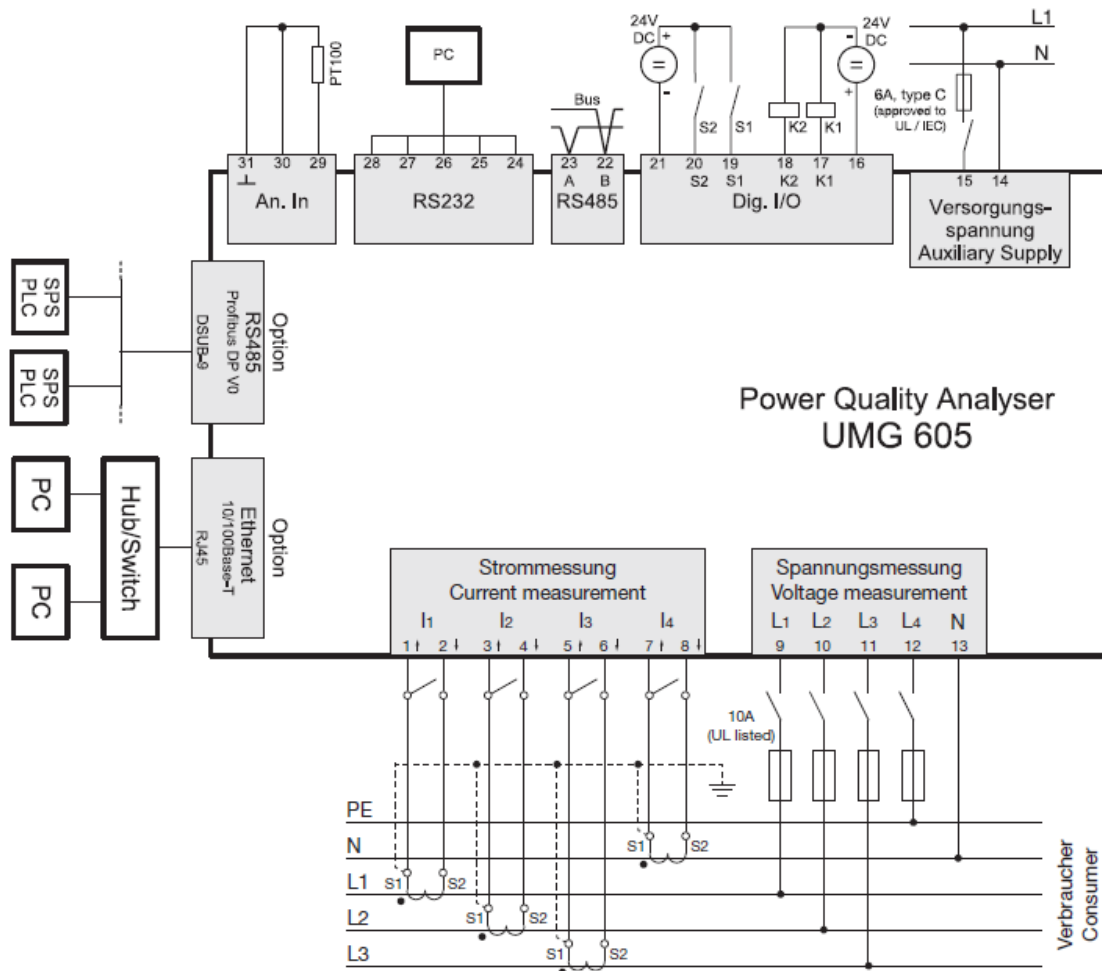 24V
DC
+
-
24V
DC
-
+
L1
N
PT100
PC
Bus
S2
S1
K2
K1
6A, type C
(approved to
UL / IEC)
31
30
29
28
27
26
25
24
23
22
21
20
19
18
17
16
15
14
A
B
S2
S1
K2
K1
An. In
RS232
RS485
Dig. I/O
Versorgungs-
spannung
Auxiliary Supply
SPS
PLC
SPS
PLC
Option
RS485
Profibus DP V0
DSUB-9
Power Quality Analyser
UMG 605
PC
PC
Hub/Switch
Option
Ethernet
10/100Base-T
RJ45
Strommessung
Current measurement
I1
I2
I3
I4
1
2
3
4
5
6
7
8
Spannungsmessung
Voltage measurement
L1
L2
L3
L4
N
9
10
11
12
13
10A
(UL listed)
PE
N
L1
L2
L3
S1
S2
S1
S2
S1
S2
S1
S2
Verbraucher
Consumer